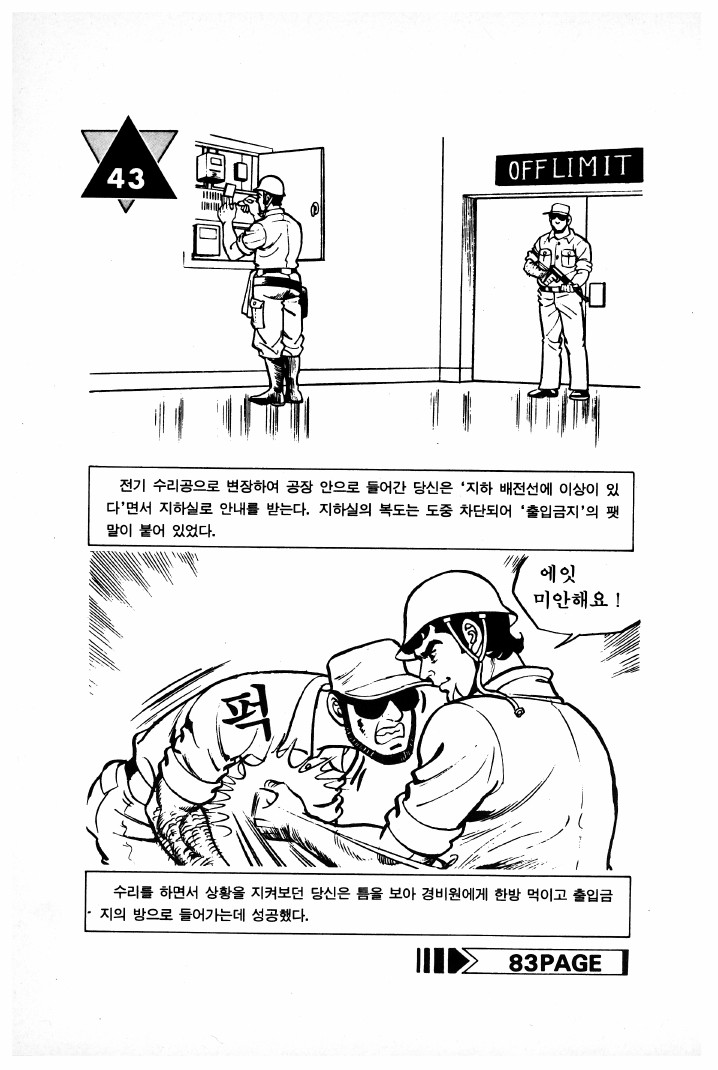 43
OFF LIMIT
전기 수리공으로 변장하여 공장 안으로 들어간 당신은 ‘지하 배전선에 이상이 있
다’면서 지하실로 안내를 받는다. 지하실의 복도는 도중 차단되어 ‘출입금지’의 팻
말이 붙어 있었다.
에잇
미안해요!
퍽
수리를 하면서 상황을 지켜보던 당신은 틈을 보아 경비원에게 한방 먹이고 출입금
지의 방으로 들어가는데 성공했다.
83PAGE